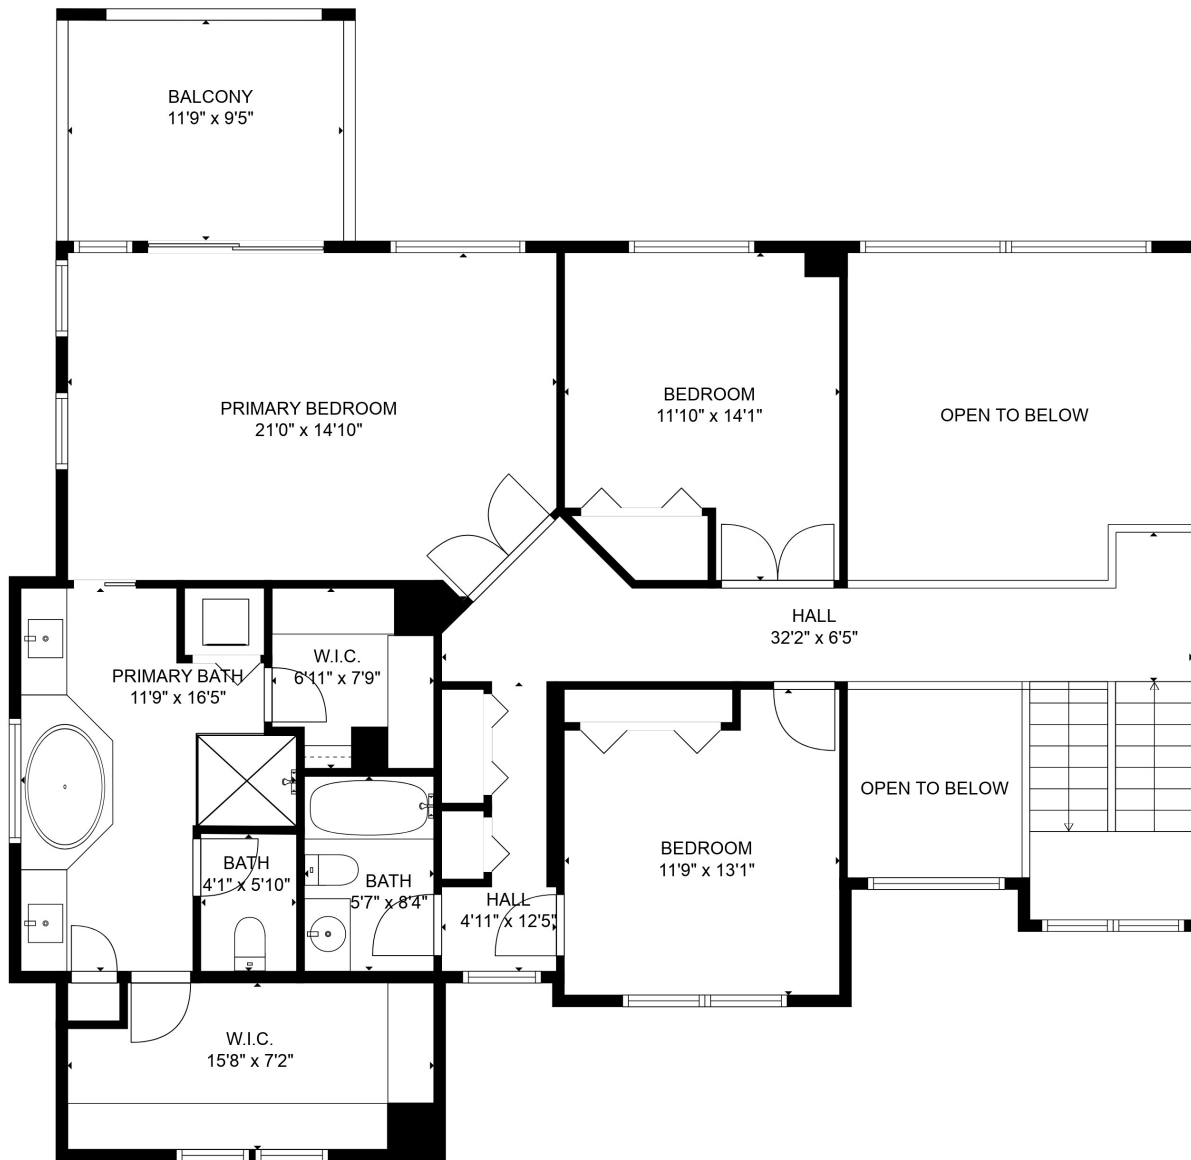 BALCONY
11'9" x 9'5"
PRIMARY BEDROOM
21'0" x 14'10"
BEDROOM
11'10" x 14'1"
OPEN TO BELOW
HALL
32'2" x 6'5"
W.I.C.
6'11" x 7'9"
PRIMARY BATH
11'9" x 16'5"
OPEN TO BELOW
BEDROOM
11'9" x 13'1"
BATH
4'1" x 5'10"
BATH
5'7" x 8'4"
HALL
4'11" x 12'5"
W.I.C.
15'8" x 7'2"